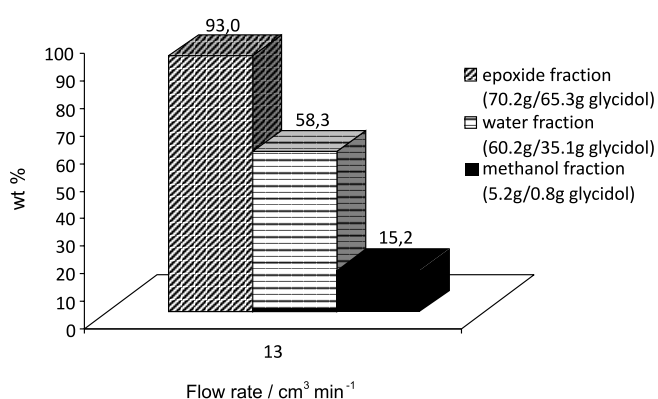 93,0
58,3
15,2
100
90
80
70
60
50
40
30
20
10
0
wt %
13
Flow rate / cm³ min⁻¹
epoxide fraction
(70.2g/65.3g glycidol)
water fraction
(60.2g/35.1g glycidol)
methanol fraction
(5.2g/0.8g glycidol)